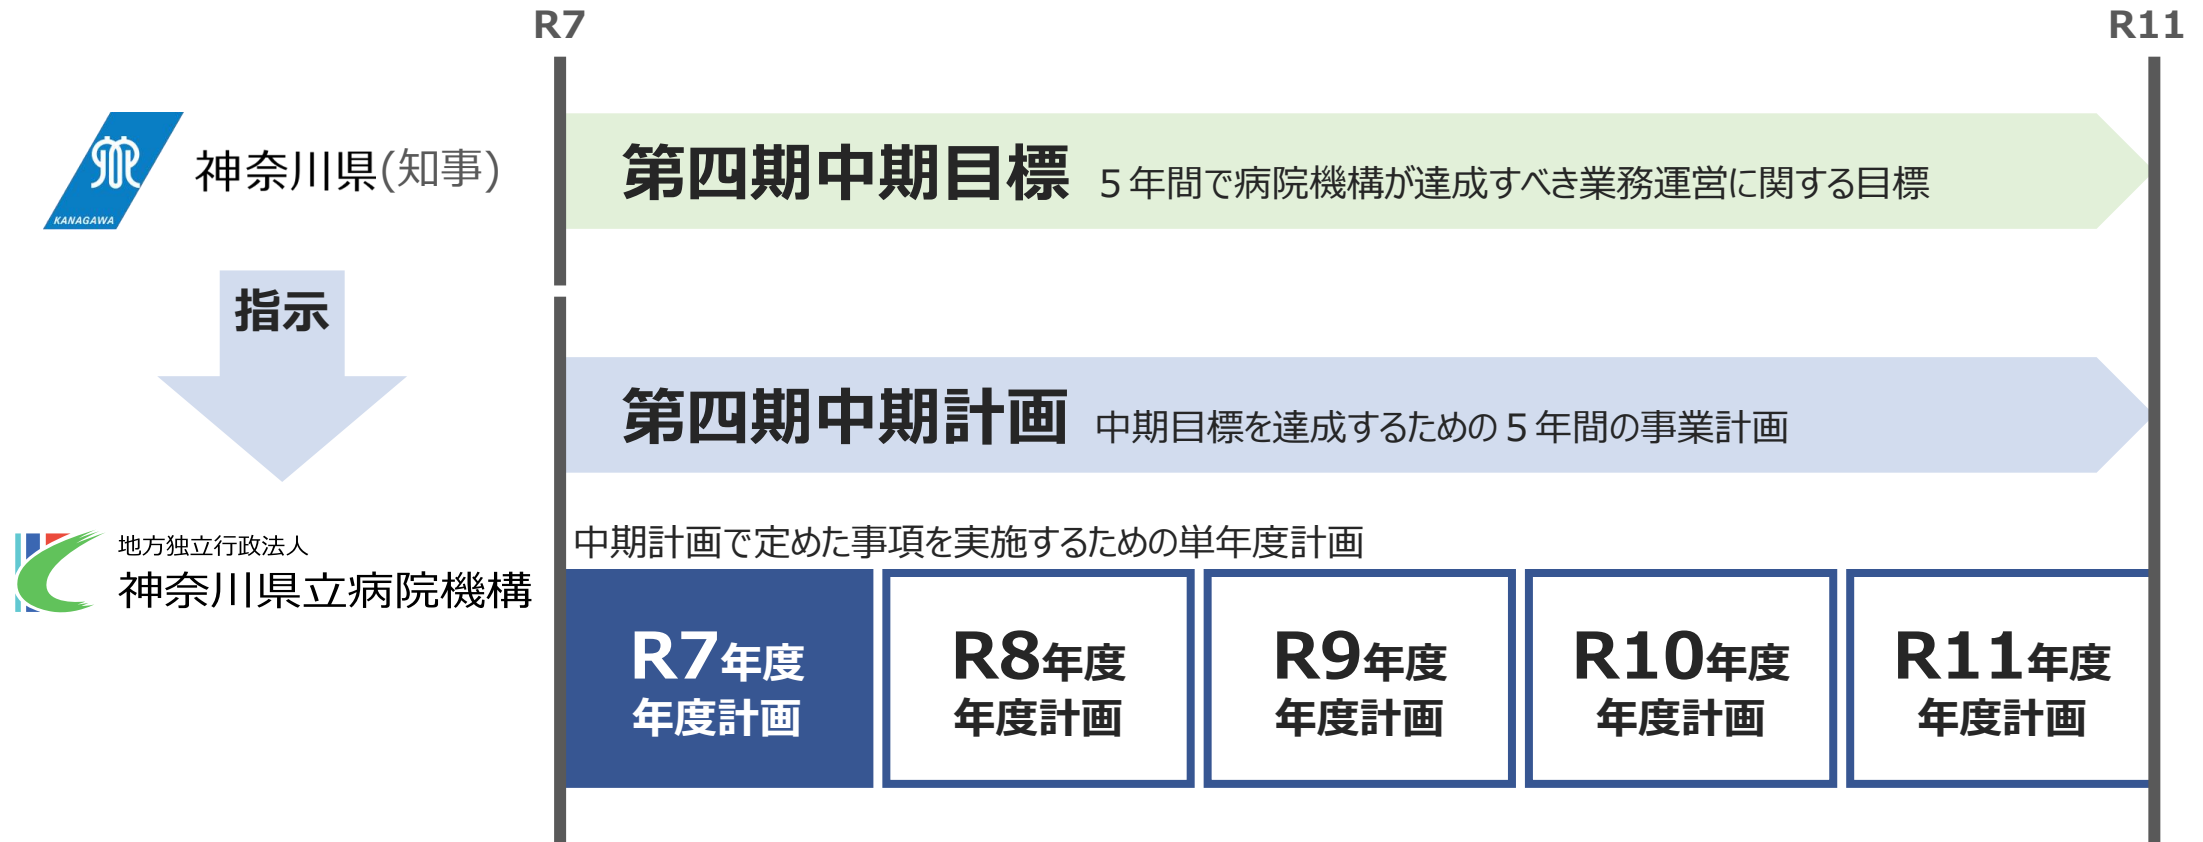 R7
R11
KANAGAWA
神奈川県(知事)
第四期中期目標 5年間で病院機構が達成すべき業務運営に関する目標
指示
第四期中期計画 中期目標を達成するための5年間の事業計画
地方独立行政法人
神奈川県立病院機構
中期計画で定めた事項を実施するための単年度計画
R7年度
年度計画
R8年度
年度計画
R9年度
年度計画
R10年度
年度計画
R11年度
年度計画